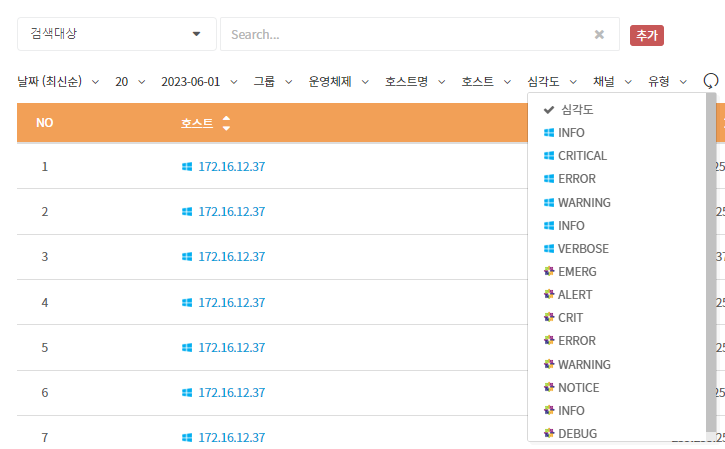 검색대상 Search... 추가
날짜 (최신순) 20 2023-06-01 그룹 운영체제 호스트명 호스트 심각도 채널 유형
NO 호스트
심각도
INFO
CRITICAL
ERROR
WARNING
INFO
VERBOSE
EMERG
ALERT
CRIT
ERROR
WARNING
NOTICE
INFO
DEBUG
1 172.16.12.37
2 172.16.12.37
3 172.16.12.37
4 172.16.12.37
5 172.16.12.37
6 172.16.12.37
7 172.16.12.37